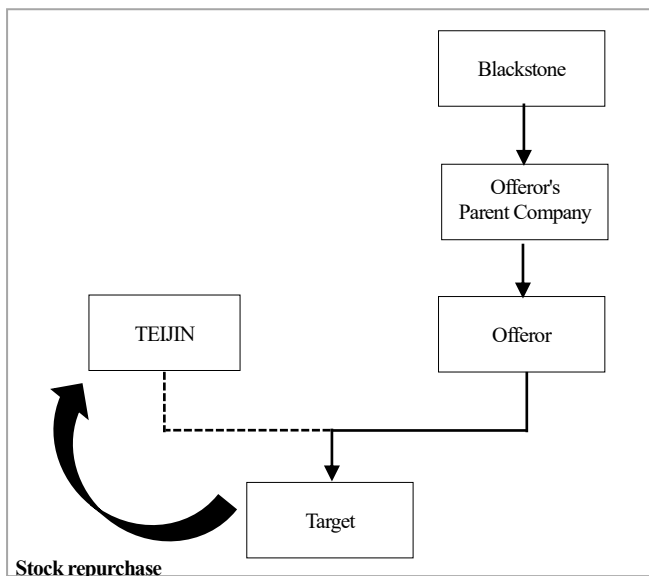 Blackstone
Offeror's
Parent Company
TEIJIN
Offeror
Target
Stock repurchase